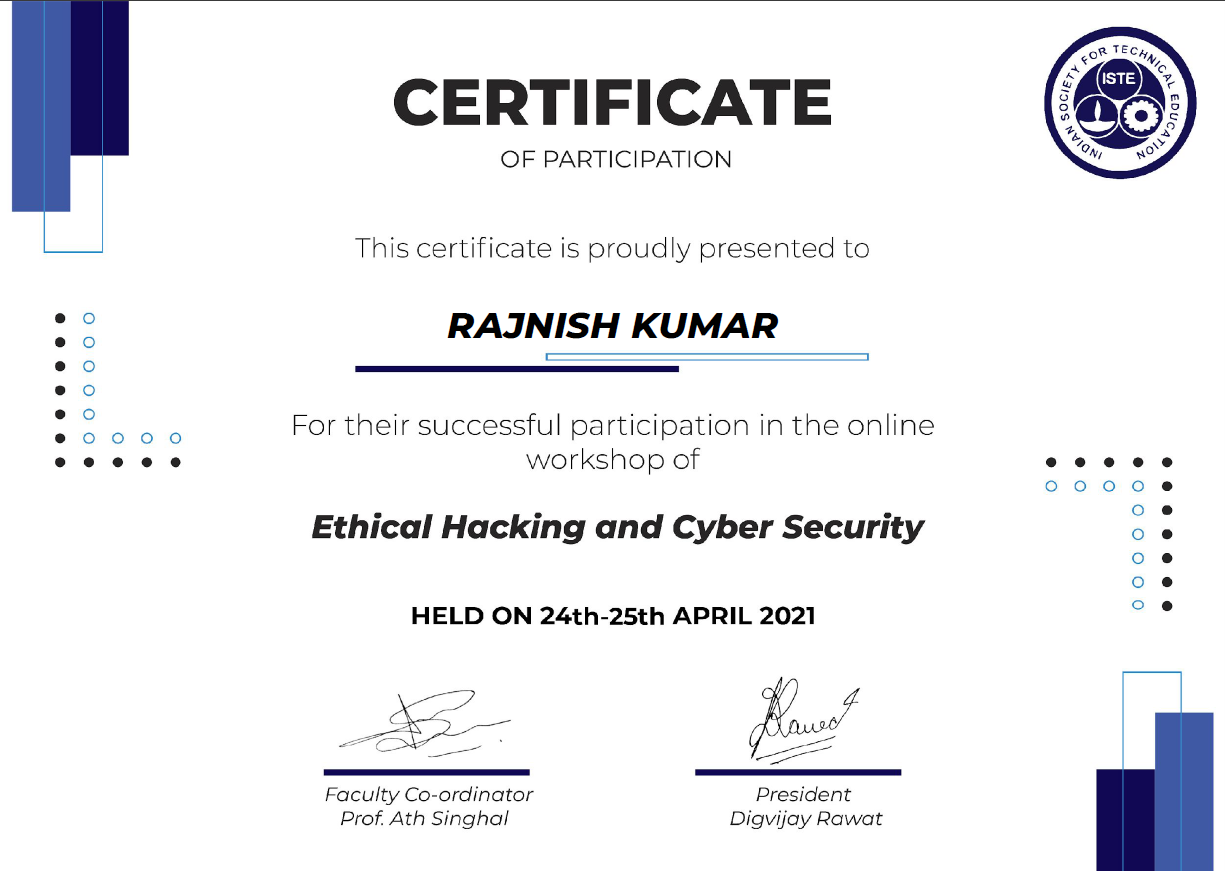 CERTIFICATE
OF PARTICIPATION
INDIAN SOCIETY FOR TECHNICAL EDUCATION
ISTE
This certificate is proudly presented to
RAJNISH KUMAR
For their successful participation in the online
workshop of
Ethical Hacking and Cyber Security
HELD ON 24th-25th APRIL 2021
Faculty Co-ordinator
Prof. Ath Singhal
President
Digvijay Rawat